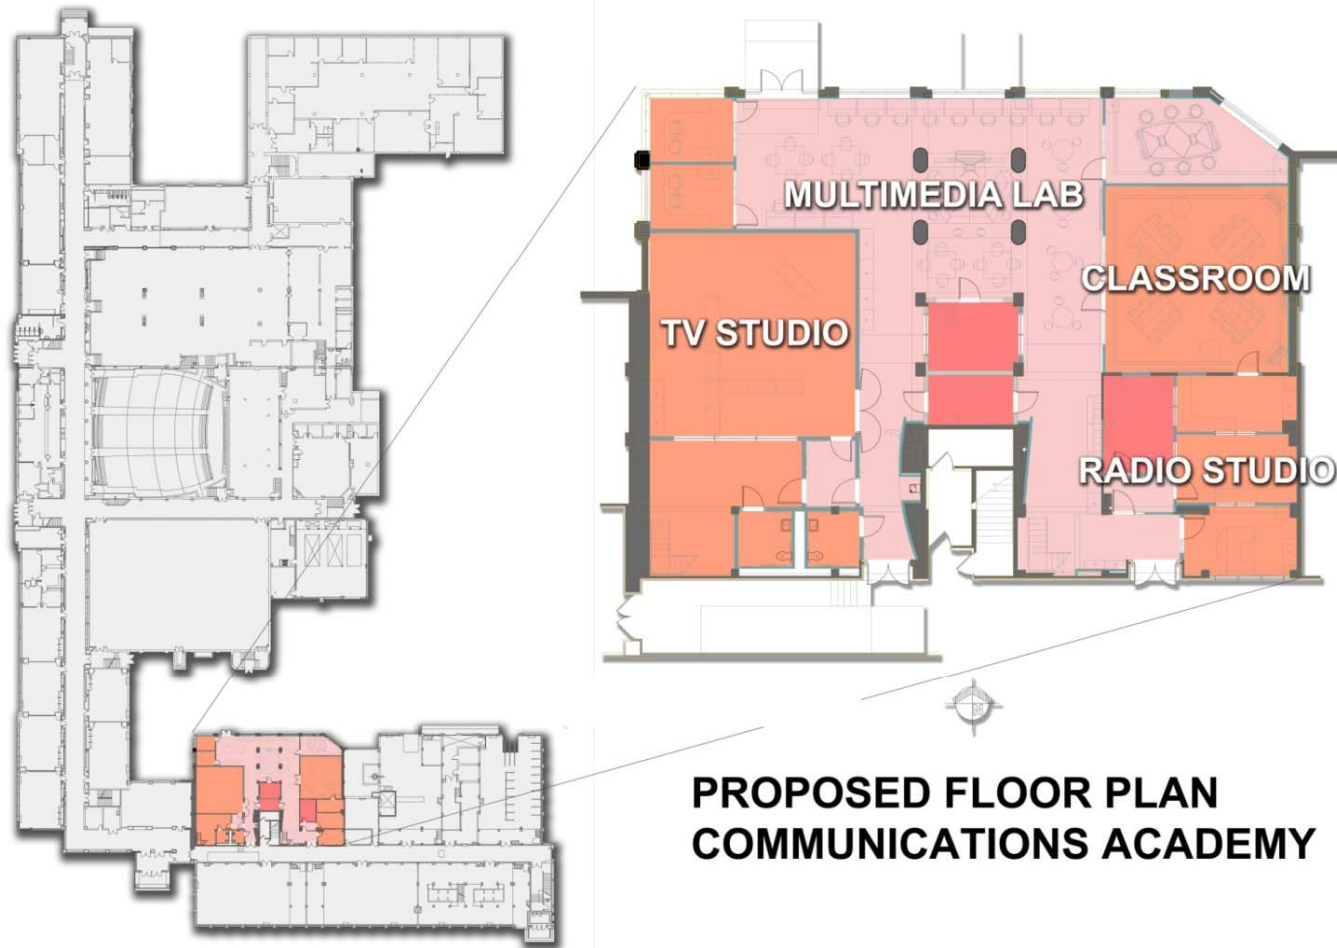 MULTIMEDIA LAB
CLASSROOM
TV STUDIO
RADIO STUDIO
N
PROPOSED FLOOR PLAN
COMMUNICATIONS ACADEMY